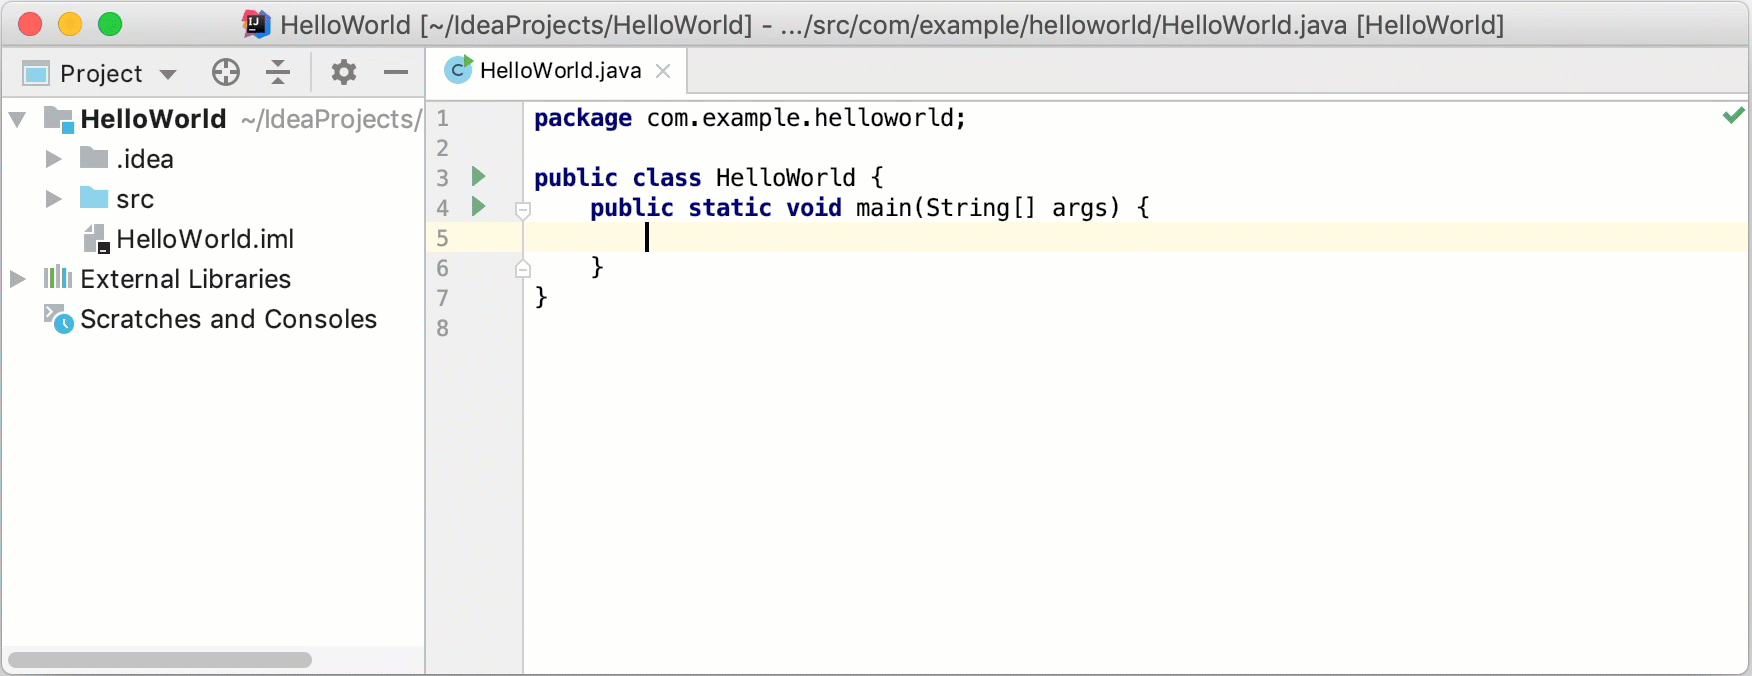 HelloWorld [~/IdeaProjects/HelloWorld] - .../src/com/example/helloworld/HelloWorld.java [HelloWorld]
Project
HelloWorld ~/IdeaProjects/
.idea
src
HelloWorld.iml
External Libraries
Scratches and Consoles
HelloWorld.java
1 package com.example.helloworld;
2
3 public class HelloWorld {
4     public static void main(String[] args) {
5
6     }
7 }
8